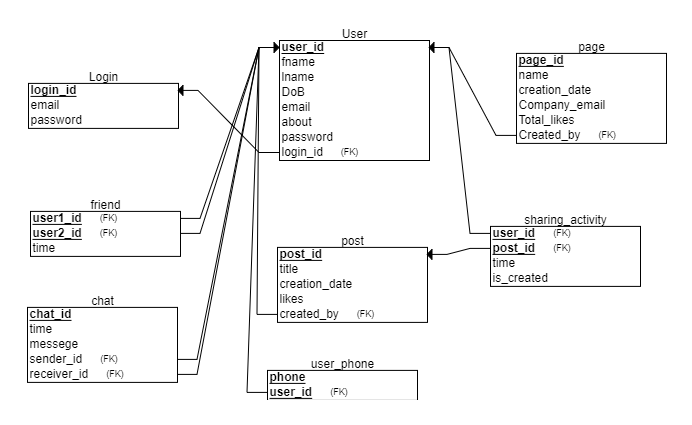 User
user_id
fname
lname
DoB
email
about
password
login_id (FK)
page
page_id
name
creation_date
Company_email
Total_likes
Created_by (FK)
Login
login_id
email
password
friend
user1_id (FK)
user2_id (FK)
time
sharing_activity
user_id (FK)
post_id (FK)
time
is_created
post
post_id
title
creation_date
likes
created_by (FK)
chat
chat_id
time
messege
sender_id (FK)
receiver_id (FK)
user_phone
phone
user_id (FK)